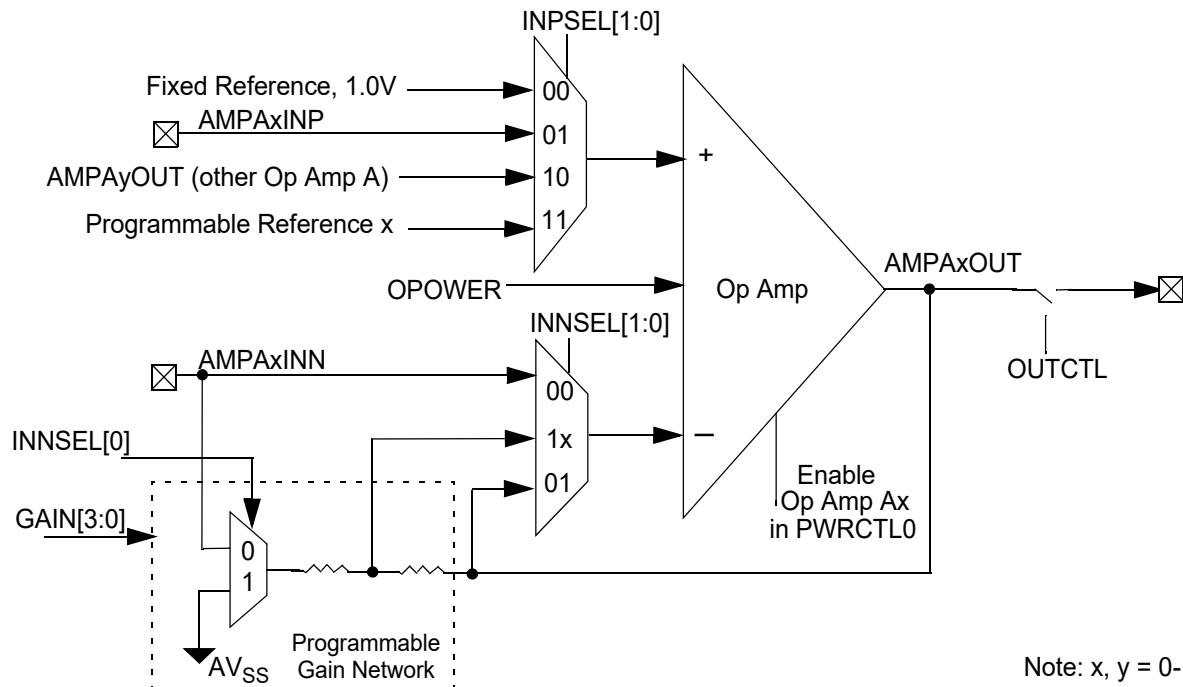 INPSEL[1:0]
Fixed Reference, 1.0V
00
AMPAxINP
01
AMPAyOUT (other Op Amp A)
10
Programmable Reference x
11
+
OPOWER
Op Amp
AMPAxOUT
INNSEL[1:0]
AMPAxINN
00
OUTCTL
INNSEL[0]
1x
–
01
Enable
Op Amp Ax
in PWRCTL0
GAIN[3:0]
0
1
Programmable
Gain Network
AVSS
Note: x, y = 0-